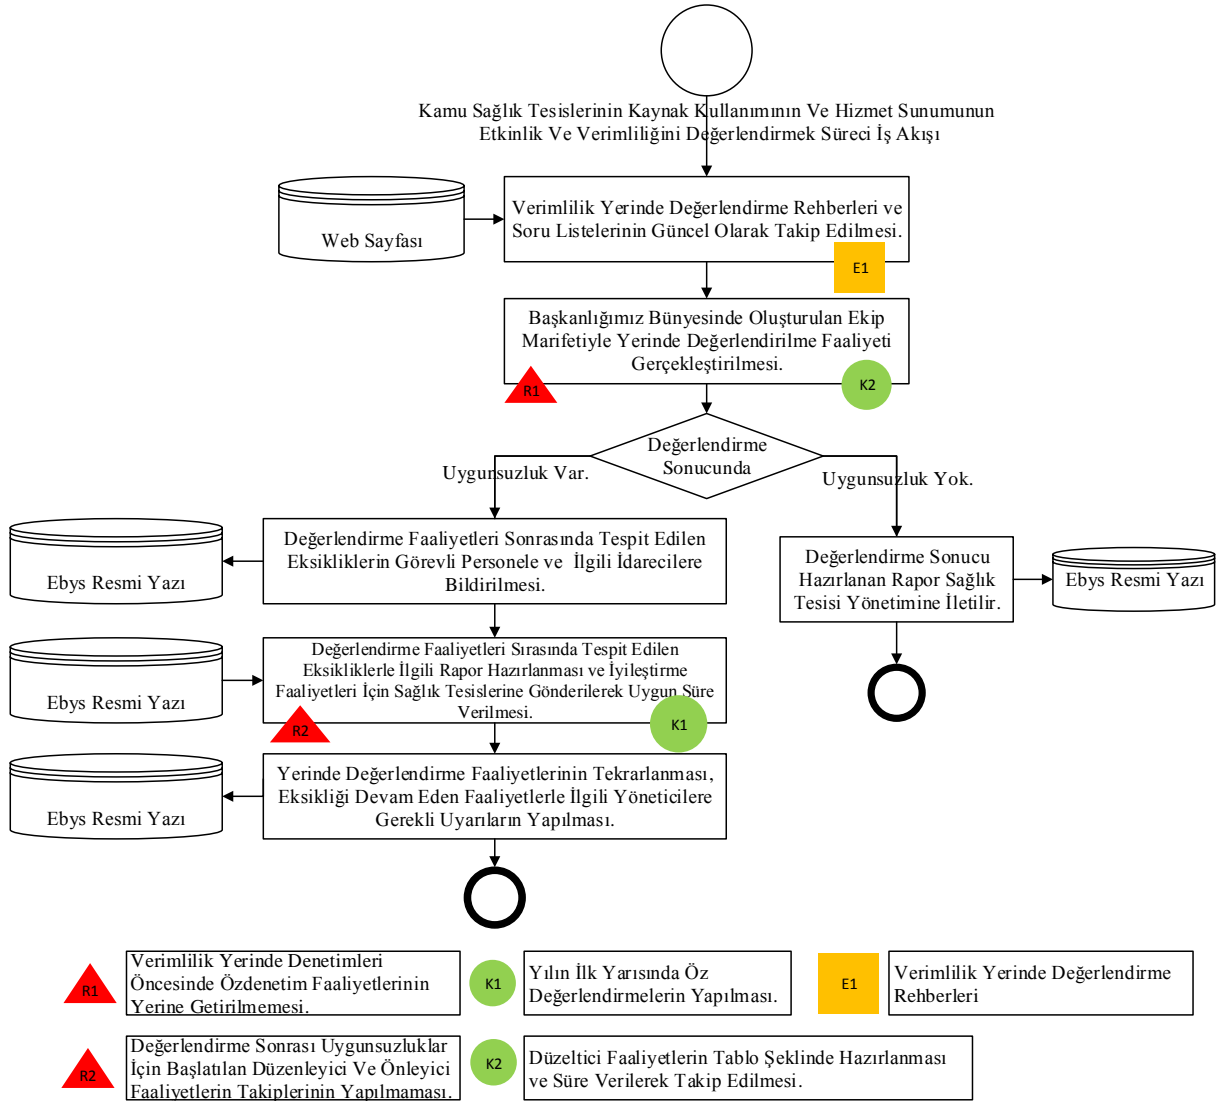 Kamu Sağlık Tesislerinin Kaynak Kullanımının Ve Hizmet Sunumunun
Etkinlik Ve Verimliliğini Değerlendirmek Süreci İş Akışı
Web Sayfası
Verimlilik Yerinde Değerlendirme Rehberleri ve
Soru Listelerinin Güncel Olarak Takip Edilmesi.
E1
Başkanlığımız Bünyesinde Oluşturulan Ekip
Marifetiyle Yerinde Değerlendirilme Faaliyeti
Gerçekleştirilmesi.
R1
K2
Değerlendirme
Sonucunda
Uygunsuzluk Var.
Uygunsuzluk Yok.
Ebys Resmi Yazı
Değerlendirme Faaliyetleri Sonrasında Tespit Edilen
Eksikliklerin Görevli Personele ve İlgili İdarecilere
Bildirilmesi.
Değerlendirme Sonucu
Hazırlanan Rapor Sağlık
Tesisi Yönetimine İletilir.
Ebys Resmi Yazı
Ebys Resmi Yazı
Değerlendirme Faaliyetleri Sırasında Tespit Edilen
Eksikliklerle İlgili Rapor Hazırlanması ve İyileştirme
Faaliyetleri İçin Sağlık Tesislerine Gönderilerek Uygun Süre
Verilmesi.
R2
K1
Ebys Resmi Yazı
Yerinde Değerlendirme Faaliyetlerinin Tekrarlanması,
Eksikliği Devam Eden Faaliyetlerle İlgili Yöneticilere
Gerekli Uyarıların Yapılması.
R1
Verimlilik Yerinde Denetimleri
Öncesinde Özdenetim Faaliyetlerinin
Yerine Getirilmemesi.
K1
Yılın İlk Yarısında Öz
Değerlendirmelerin Yapılması.
E1
Verimlilik Yerinde Değerlendirme
Rehberleri
R2
Değerlendirme Sonrası Uygunsuzluklar
İçin Başlatılan Düzenleyici Ve Önleyici
Faaliyetlerin Takiplerinin Yapılmaması.
K2
Düzeltici Faaliyetlerin Tablo Şeklinde Hazırlanması
ve Süre Verilerek Takip Edilmesi.